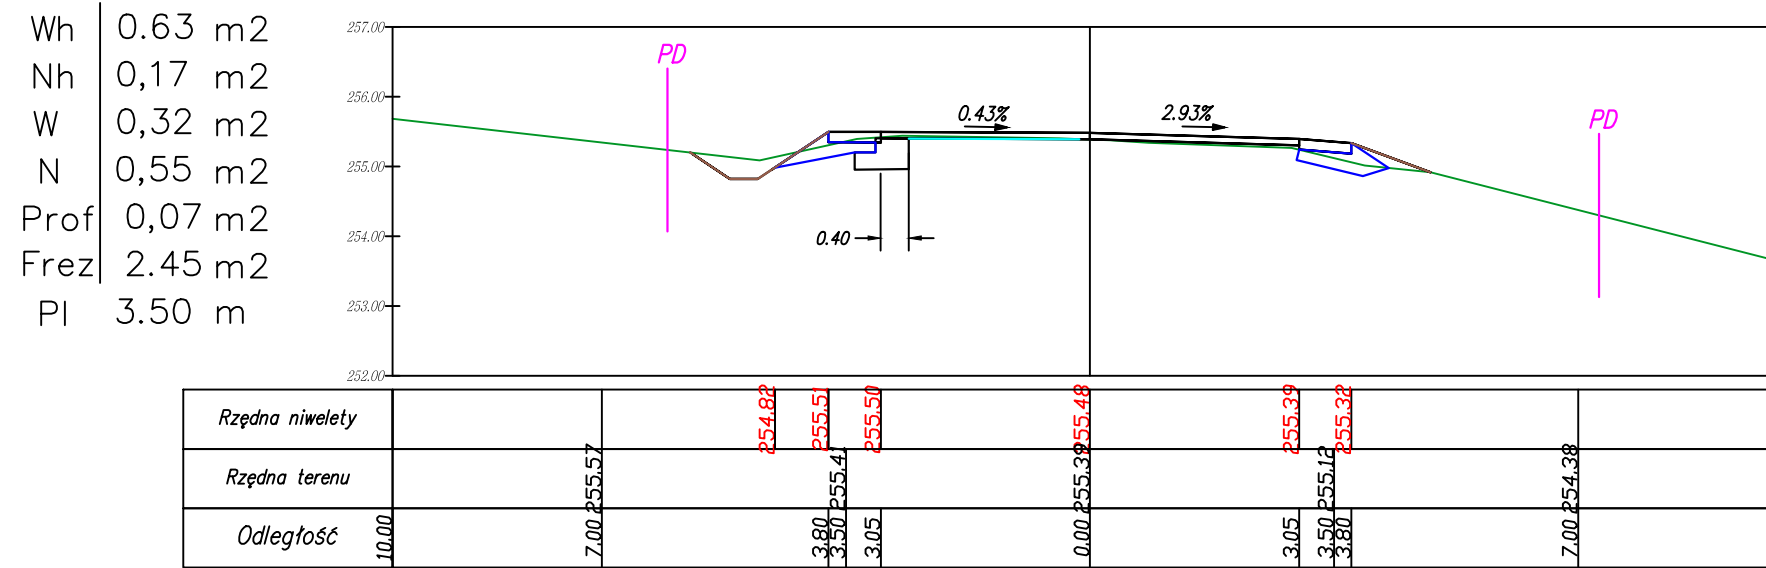 Wh 0.63 m2
Nh 0,17 m2
W 0,32 m2
N 0,55 m2
Prof 0,07 m2
Frez 2.45 m2
Pl 3.50 m
257.00
256.00
255.00
254.00
253.00
252.00
PD
0.43%
2.93%
PD
0.40
Rzędna niwelety 254.82 255.51 255.50 255.48 255.39 255.32
Rzędna terenu 255.57 255.41 255.39 255.12 254.38
Odległość 10.00 7.00 3.80 3.50 3.05 0.00 3.05 3.50 3.80 7.00